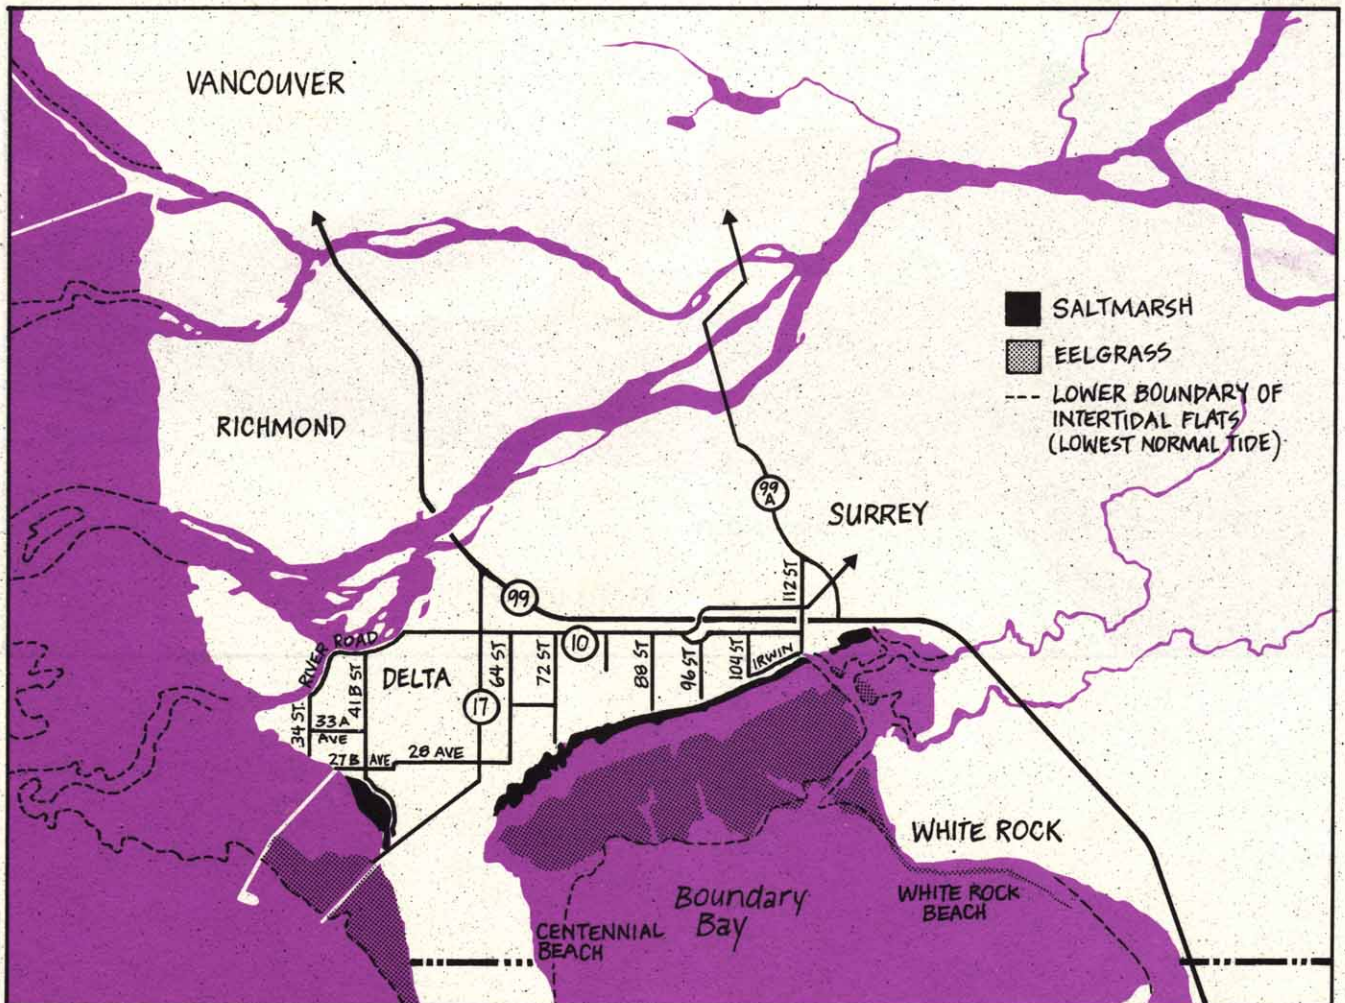 VANCOUVER
SALTMARSH
EELGRASS
LOWER BOUNDARY OF
INTERTIDAL FLATS
(LOWEST NORMAL TIDE)
RICHMOND
99
A
SURREY
112 ST
99
RIVER ROAD
10
DELTA
41B ST
64 ST
72 ST
88 ST
96 ST
104 ST
IRWIN
17
34 ST.
33A
AVE
27B AVE
28 AVE
WHITE ROCK
Boundary
Bay
WHITE ROCK
BEACH
CENTENNIAL
BEACH